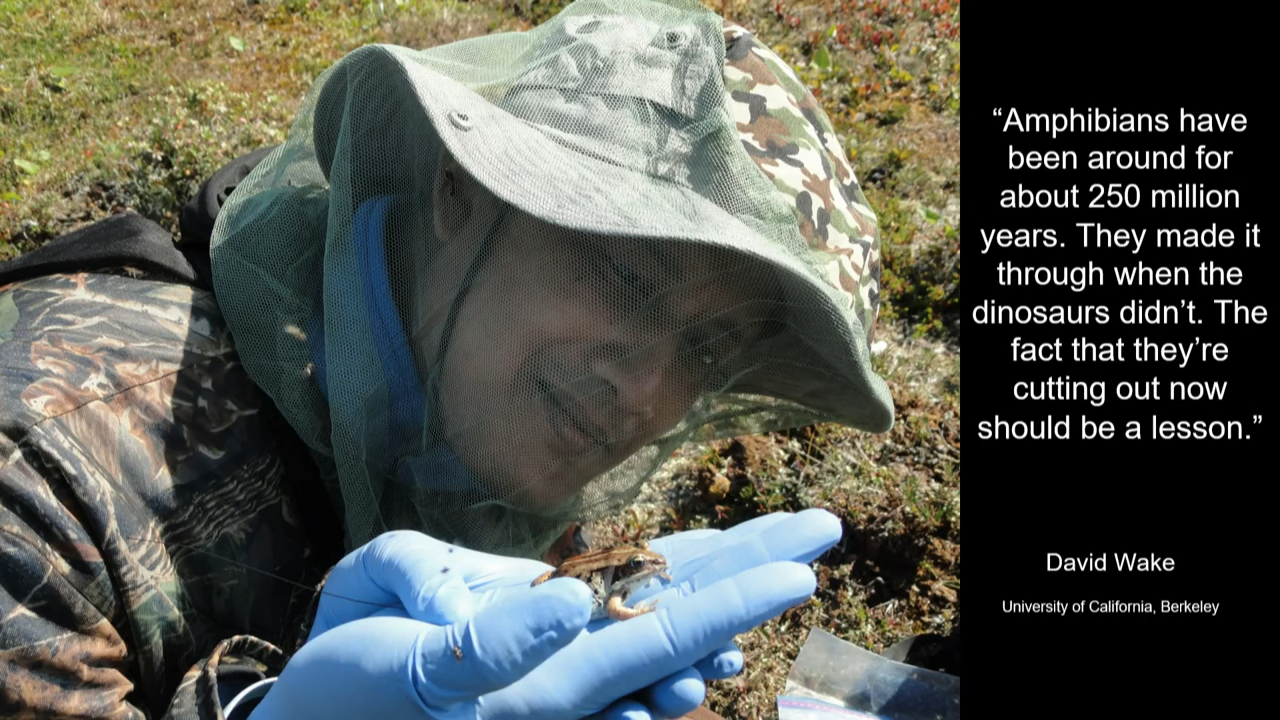 “Amphibians have
been around for
about 250 million
years. They made it
through when the
dinosaurs didn’t. The
fact that they’re
cutting out now
should be a lesson.”
David Wake
University of California, Berkeley